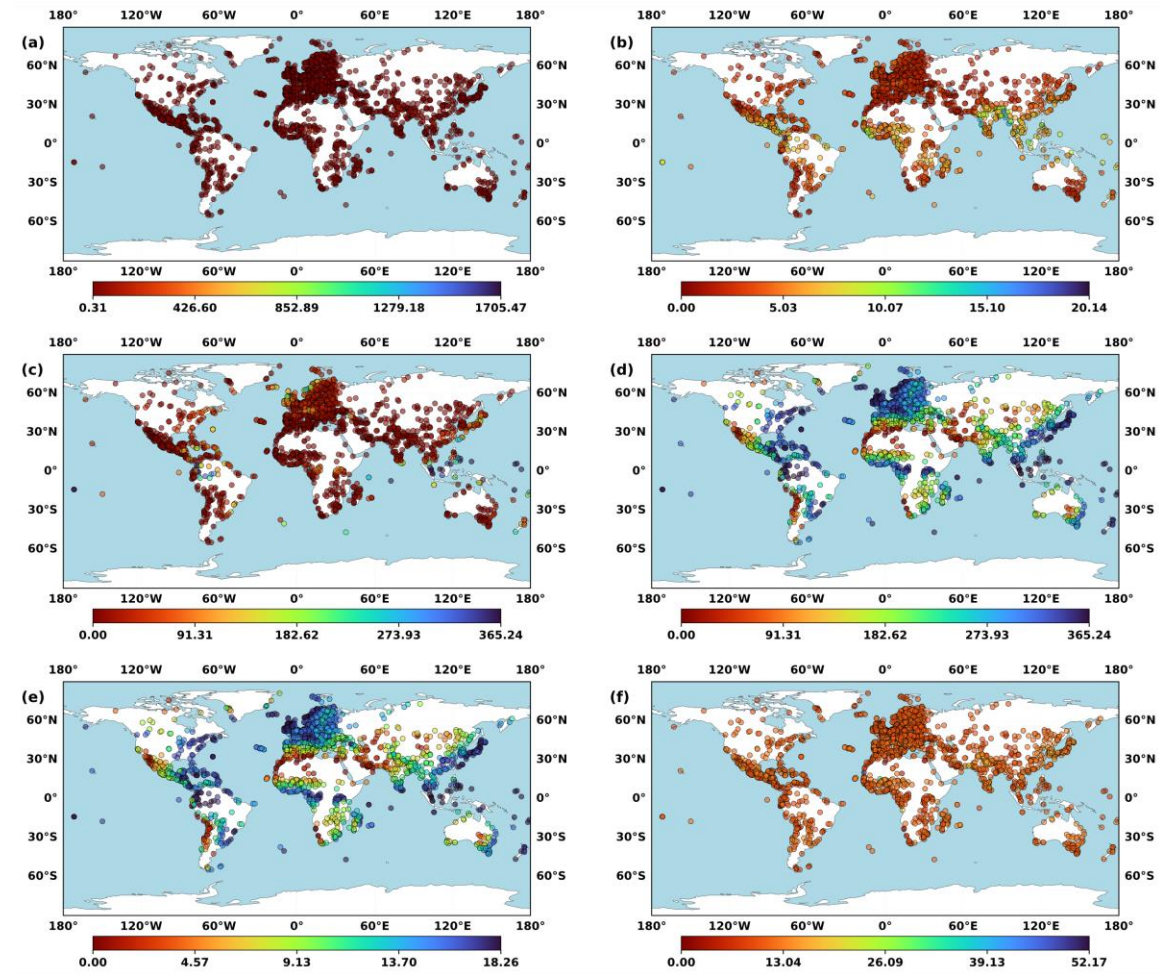 180° 120°W 60°W 0° 60°E 120°E 180° 180° 120°W 60°W 0° 60°E 120°E 180°
(a) (b)
60°N 60°N 60°N 60°N
30°N 30°N 30°N 30°N
0° 0° 0° 0°
30°S 30°S 30°S 30°S
60°S 60°S 60°S 60°S
180° 120°W 60°W 0° 60°E 120°E 180° 180° 120°W 60°W 0° 60°E 120°E 180°
0.31 426.60 852.89 1279.18 1705.47 0.00 5.03 10.07 15.10 20.14
120°W 60°W 0° 60°E 120°E 120°W 60°W 0° 60°E 120°E
(c) (d)
60°N 60°N 60°N 60°N
30°N 30°N 30°N 30°N
0° 0° 0° 0°
30°S 30°S 30°S 30°S
60°S 60°S 60°S 60°S
180° 120°W 60°W 0° 60°E 120°E 180° 180° 120°W 60°W 0° 60°E 120°E 180°
0.00 91.31 182.62 273.93 365.24 0.00 91.31 182.62 273.93 365.24
120°W 60°W 0° 60°E 120°E 120°W 60°W 0° 60°E 120°E
(e) (f)
60°N 60°N 60°N 60°N
30°N 30°N 30°N 30°N
0° 0° 0° 0°
30°S 30°S 30°S 30°S
60°S 60°S 60°S 60°S
180° 120°W 60°W 0° 60°E 120°E 180° 180° 120°W 60°W 0° 60°E 120°E 180°
0.00 4.57 9.13 13.70 18.26 0.00 13.04 26.09 39.13 52.17